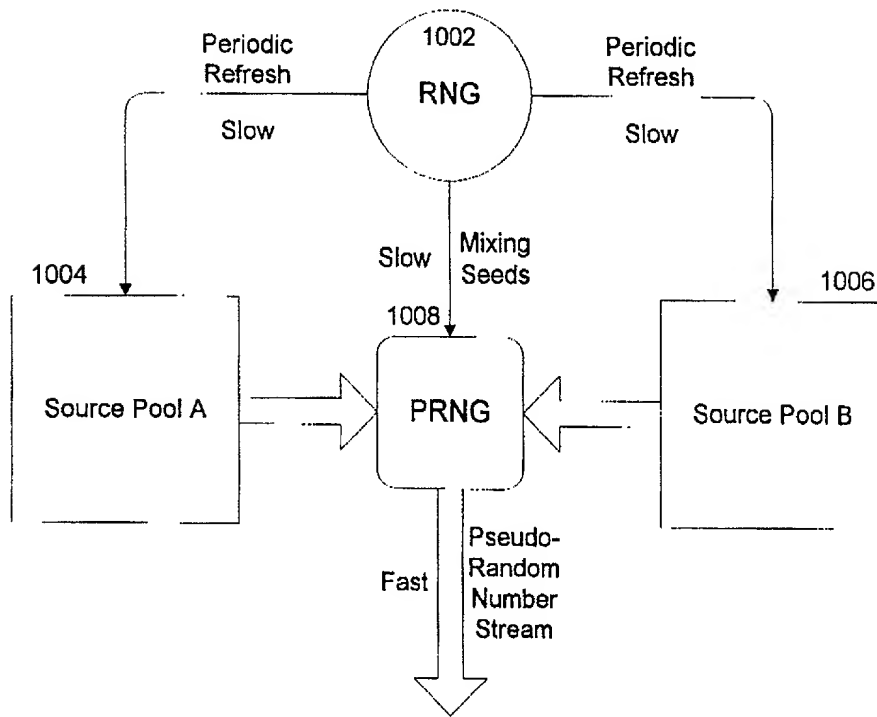 1002
RNG
Periodic
Refresh
Slow
Periodic
Refresh
Slow
Slow
Mixing
Seeds
1004
1006
1008
Source Pool A
PRNG
Source Pool B
Fast
Pseudo-
Random
Number
Stream